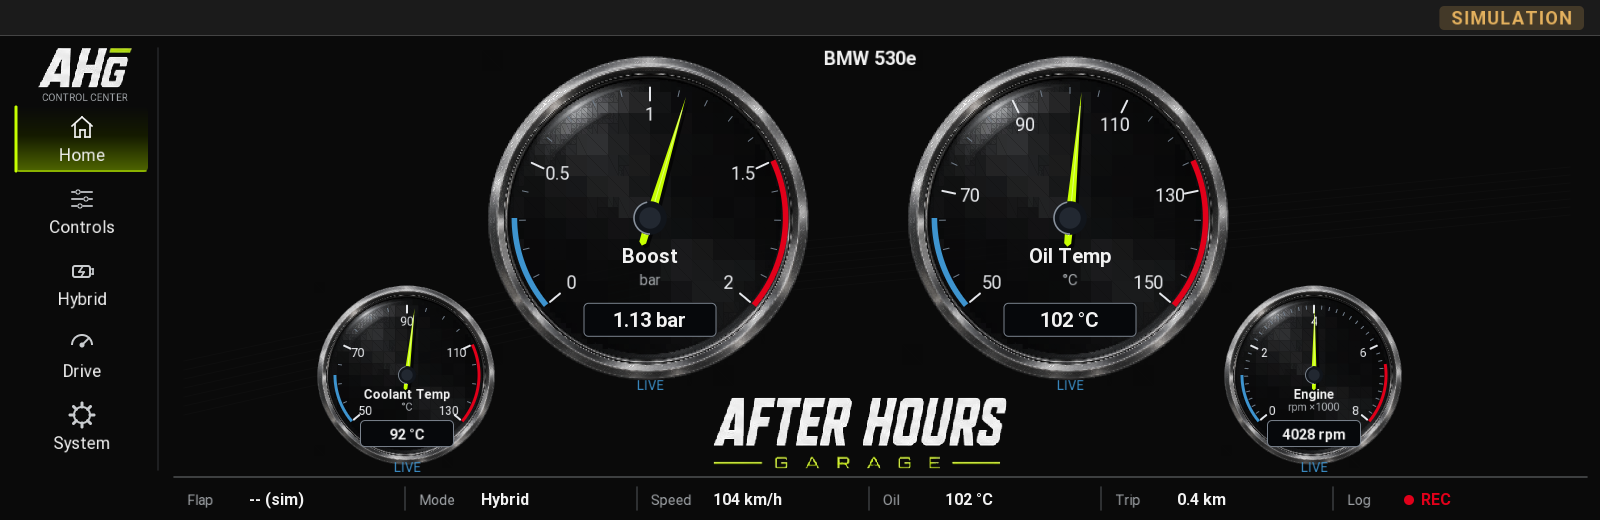 SIMULATION
AHG
CONTROL CENTER
Home
Controls
Hybrid
Drive
System
BMW 530e
0
0.5
1
1.5
2
Boost
bar
1.13 bar
LIVE
50
70
90
110
130
150
Oil Temp
°C
102 °C
LIVE
50
70
90
110
130
Coolant Temp
°C
92 °C
LIVE
0
2
4
6
8
Engine
rpm ×1000
4028 rpm
LIVE
AFTER HOURS
GARAGE
Flap -- (sim) Mode Hybrid Speed 104 km/h Oil 102 °C Trip 0.4 km Log REC